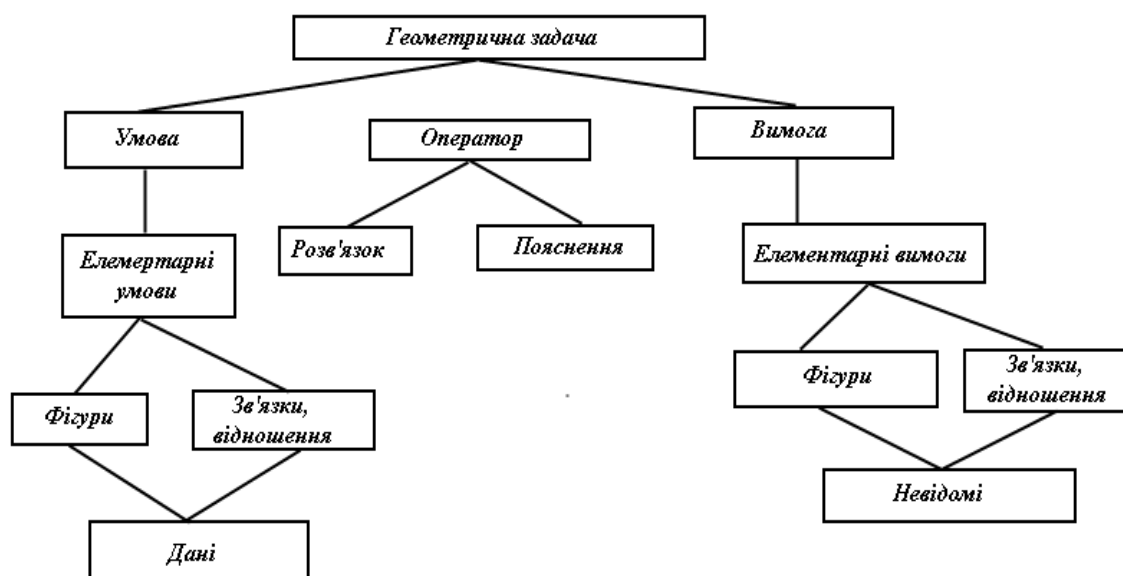 Геометрична задача
Умова
Оператор
Вимога
Елемертарні
умови
Розв'язок
Пояснення
Елементарні вимоги
Фігури
Зв'язки,
відношення
Фігури
Зв'язки,
відношення
Дані
Невідомі